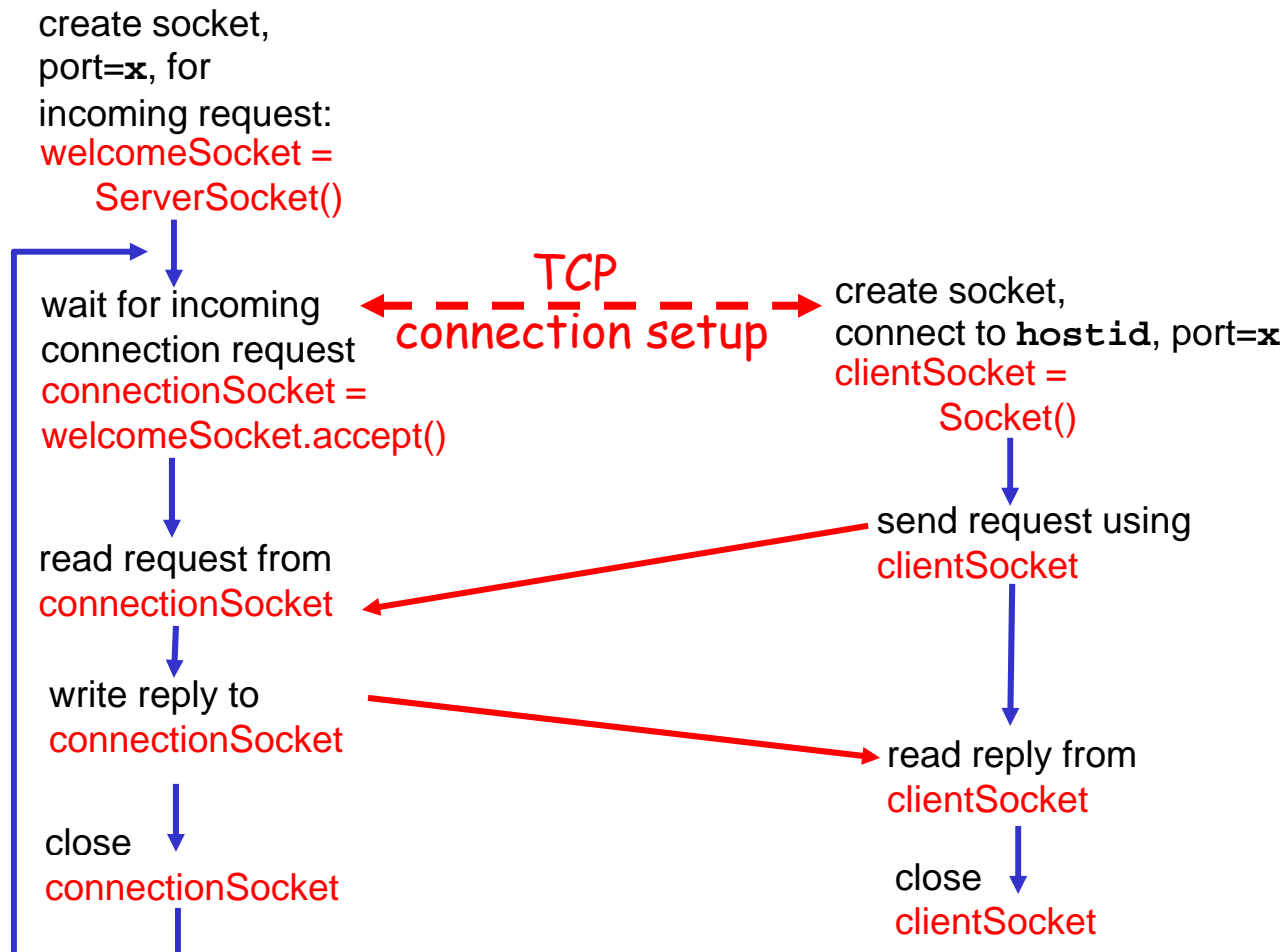 create socket,
port=x, for
incoming request:
welcomeSocket =
ServerSocket()
wait for incoming
connection request
connectionSocket =
welcomeSocket.accept()
TCP
connection setup
create socket,
connect to hostid, port=x
clientSocket =
Socket()
send request using
clientSocket
read request from
connectionSocket
write reply to
connectionSocket
read reply from
clientSocket
close
connectionSocket
close
clientSocket